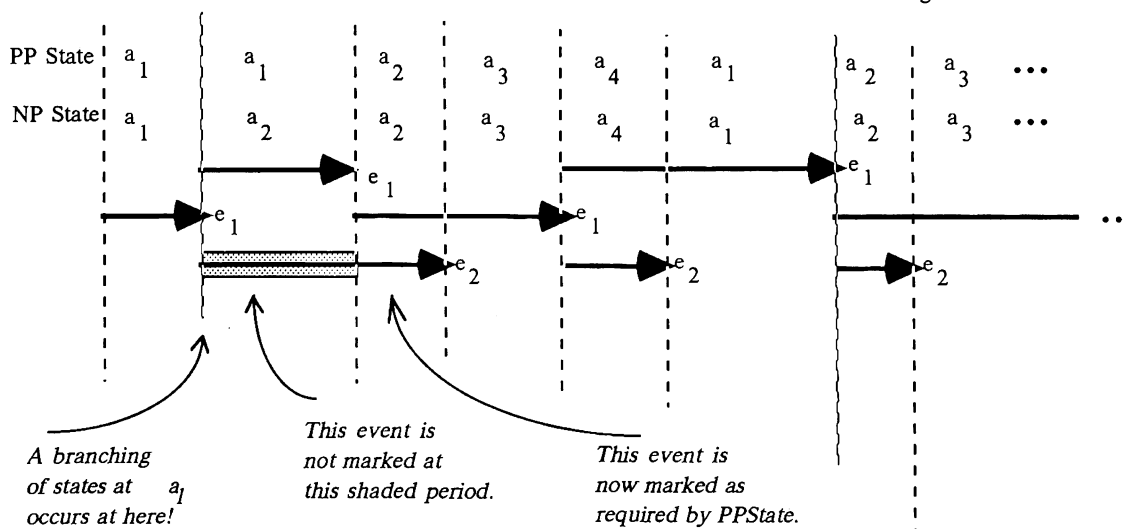 PP State a1 a1 a2 a3 a4 a1 a2 a3 •••
NP State a1 a2 a2 a3 a4 a1 a2 a3 •••
e1 e1
e1 e1 ••
e2 e2 e2
A branching
of states at a1
occurs at here!
This event is
not marked at
this shaded period.
This event is
now marked as
required by PPState.